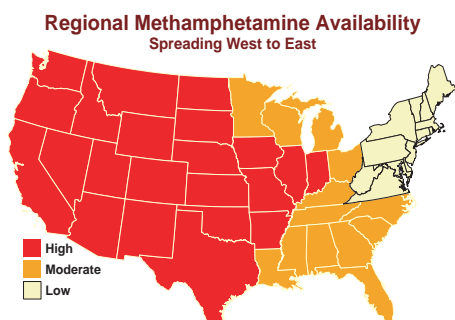 Regional Methamphetamine Availability
Spreading West to East
High
Moderate
Low